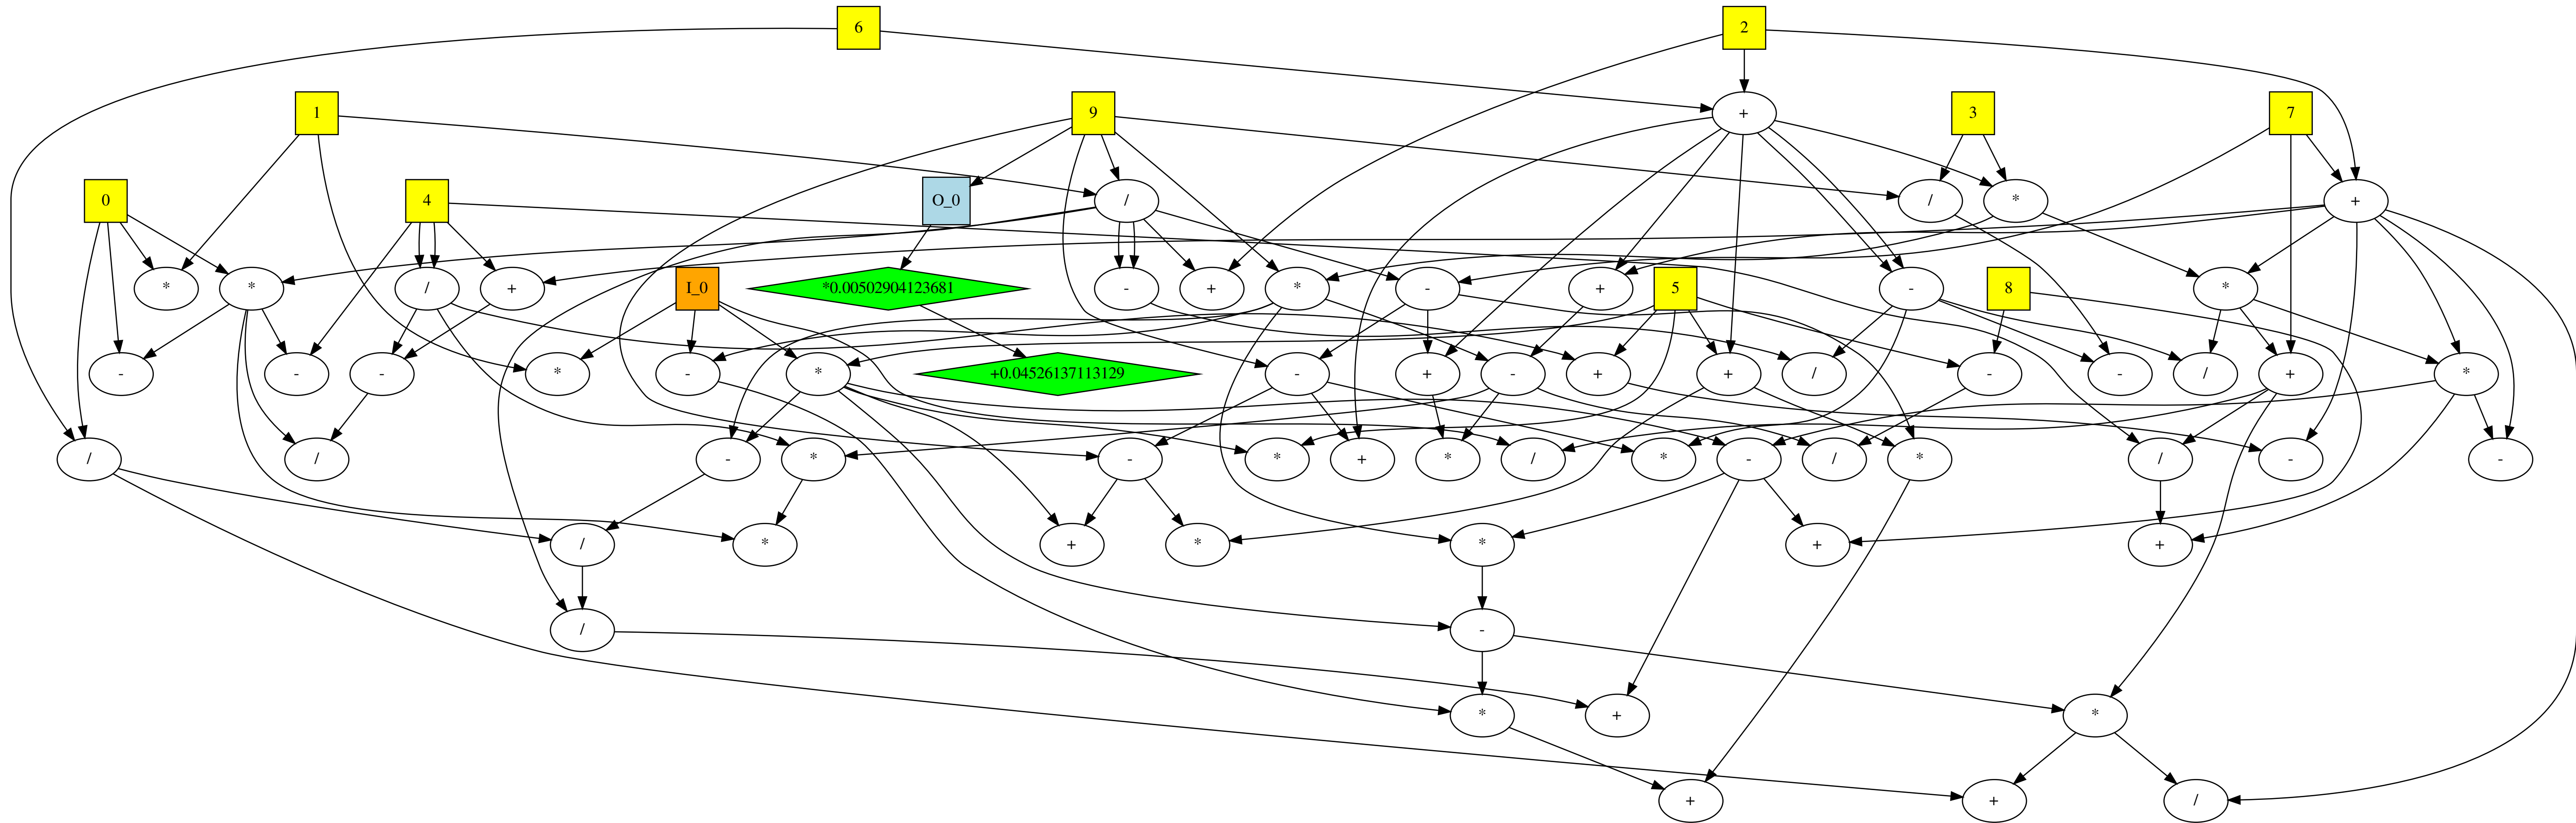 6 2
1 9 3 7
+
0 4 O_0 / / * +
* * / + I_0 *0.00502904123681 - + * - + 5 - 8 *
- - - * - * +0.04526137113129 - + - + + / - - / + *
/ / - * - * + * / * - / * / - -
/ * + * * + +
/ -
* + *
+ + /